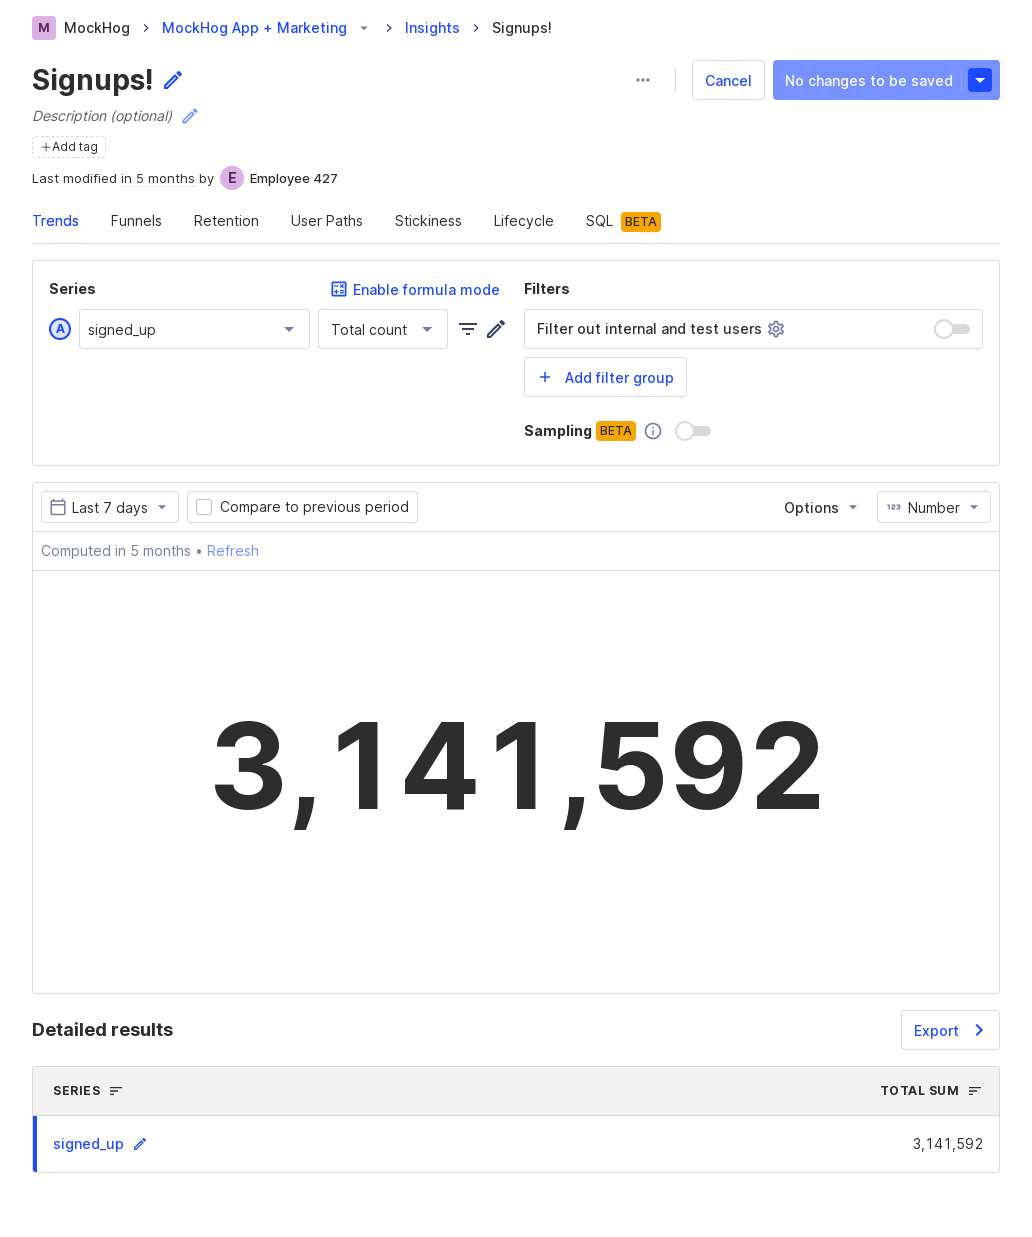 M MockHog > MockHog App + Marketing > Insights > Signups!
Signups!
Cancel
No changes to be saved
Description (optional)
+Add tag
Last modified in 5 months by E Employee 427
Trends Funnels Retention User Paths Stickiness Lifecycle SQL BETA
Series
Enable formula mode
A signed_up Total count
Filters
Filter out internal and test users
+ Add filter group
Sampling BETA
Last 7 days
Compare to previous period
Options
123 Number
Computed in 5 months • Refresh
3,141,592
Detailed results
Export
SERIES TOTAL SUM
signed_up 3,141,592